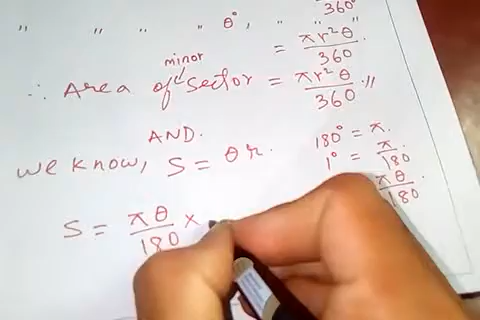 360°
" " " " θ°, " " "
= πr²θ/360.
minor
∴ Area of sector = πr²θ/360.//
AND.
We know, S = θr.
180° = π.
1° = π/180.
πθ/180.
S = πθ/180 ×